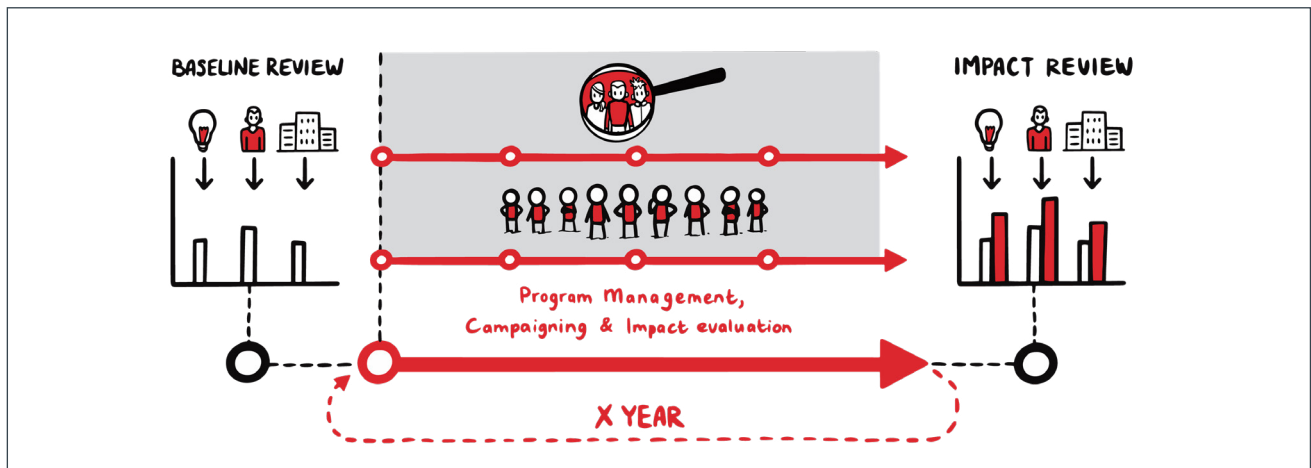 BASELINE REVIEW
IMPACT REVIEW
Program Management,
Campaigning & Impact evaluation
X YEAR